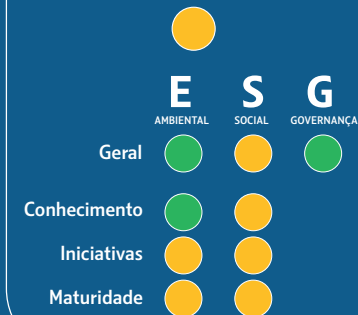 E S G
AMBIENTAL SOCIAL GOVERNANÇA
Geral
Conhecimento
Iniciativas
Maturidade